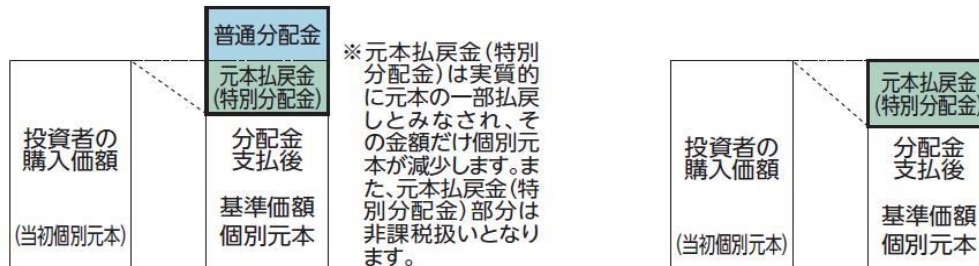 普通分配金
元本払戻金
(特別分配金)
投資者の
購入価額
(当初個別元本)
分配金
支払後
基準価額
個別元本
※元本払戻金(特別
分配金)は実質的
に元本の一部払戻
しとみなされ、そ
の金額だけ個別元
本が減少します。ま
た、元本払戻金(特
別分配金)部分は
非課税扱いとなり
ます。
投資者の
購入価額
(当初個別元本)
元本払戻金
(特別分配金)
分配金
支払後
基準価額
個別元本